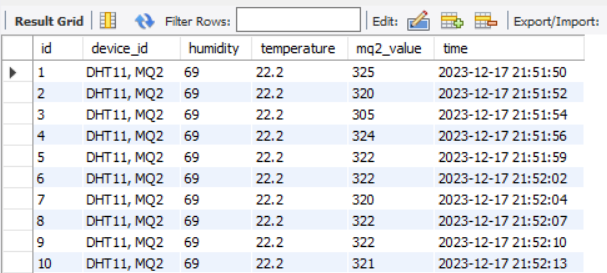 Result Grid Filter Rows: Edit: Export/Import:
id device_id humidity temperature mq2_value time
1 DHT11, MQ2 69 22.2 325 2023-12-17 21:51:50
2 DHT11, MQ2 69 22.2 320 2023-12-17 21:51:52
3 DHT11, MQ2 69 22.2 305 2023-12-17 21:51:54
4 DHT11, MQ2 69 22.2 324 2023-12-17 21:51:56
5 DHT11, MQ2 69 22.2 322 2023-12-17 21:51:59
6 DHT11, MQ2 69 22.2 322 2023-12-17 21:52:02
7 DHT11, MQ2 69 22.2 320 2023-12-17 21:52:04
8 DHT11, MQ2 69 22.2 322 2023-12-17 21:52:07
9 DHT11, MQ2 69 22.2 322 2023-12-17 21:52:10
10 DHT11, MQ2 69 22.2 321 2023-12-17 21:52:13